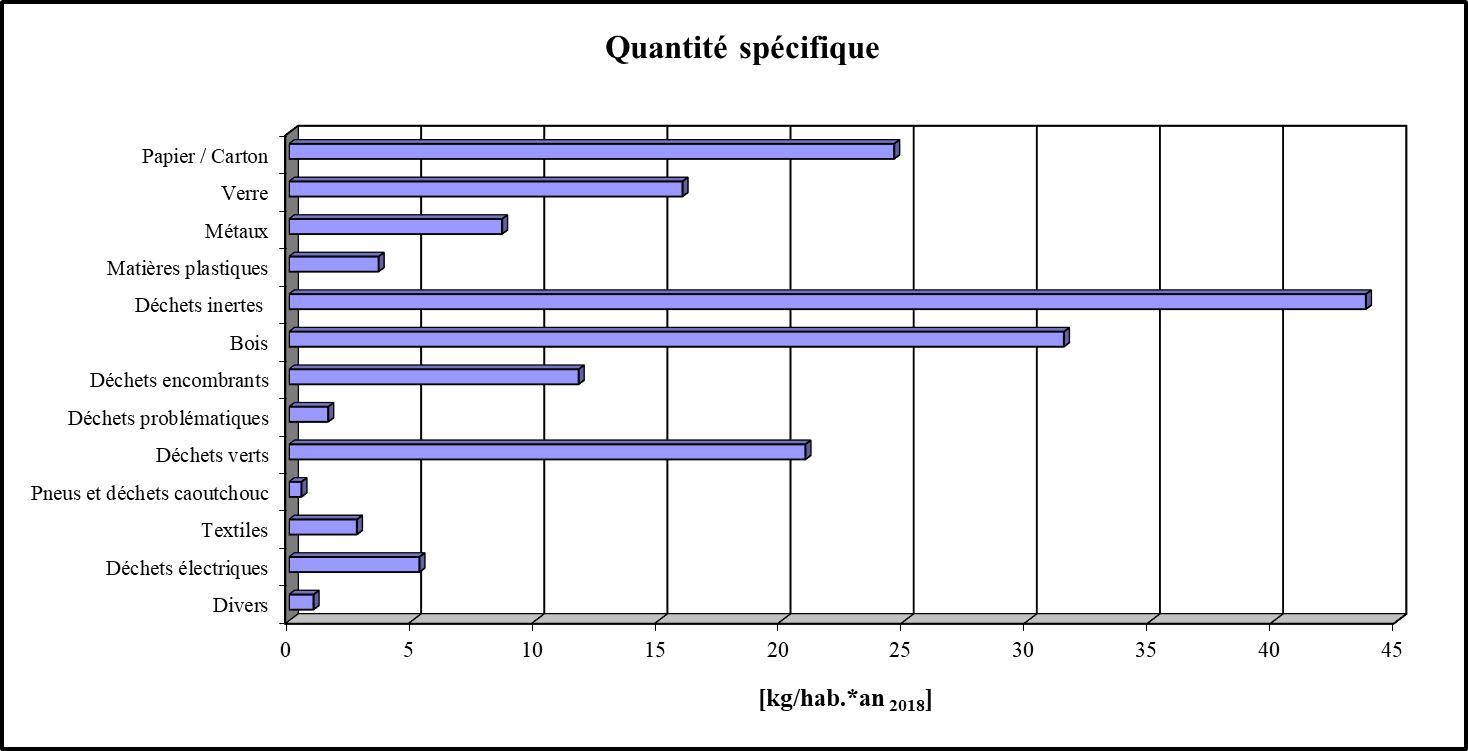 Quantité spécifique
Papier / Carton
Verre
Métaux
Matières plastiques
Déchets inertes
Bois
Déchets encombrants
Déchets problématiques
Déchets verts
Pneus et déchets caoutchouc
Textiles
Déchets électriques
Divers
0 5 10 15 20 25 30 35 40 45
[kg/hab.*an 2018]